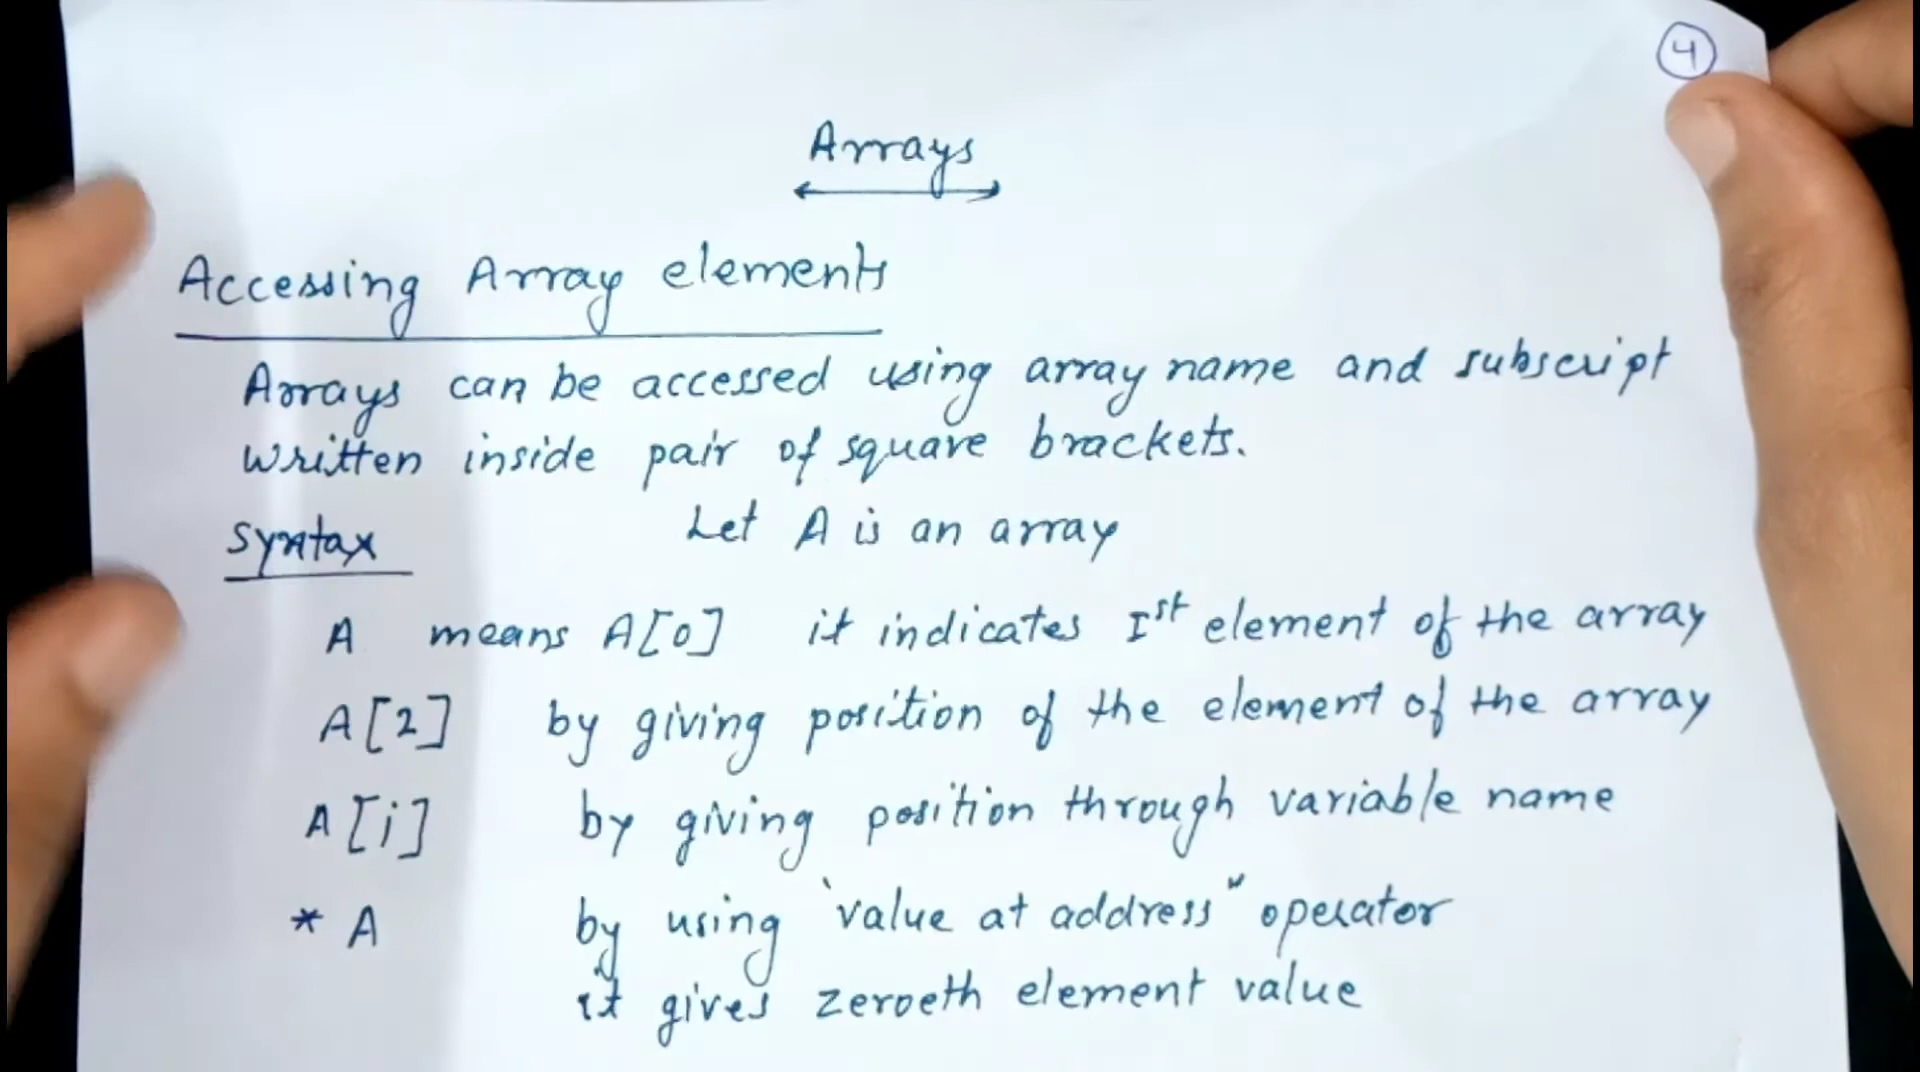 4
Arrays
Accessing Array elements
Arrays can be accessed using array name and subscript
written inside pair of square brackets.
Syntax Let A is an array
A means A[0] it indicates Ist element of the array
A[2] by giving position of the element of the array
A[i] by giving position through variable name
* A by using "value at address" operator
it gives zeroeth element value